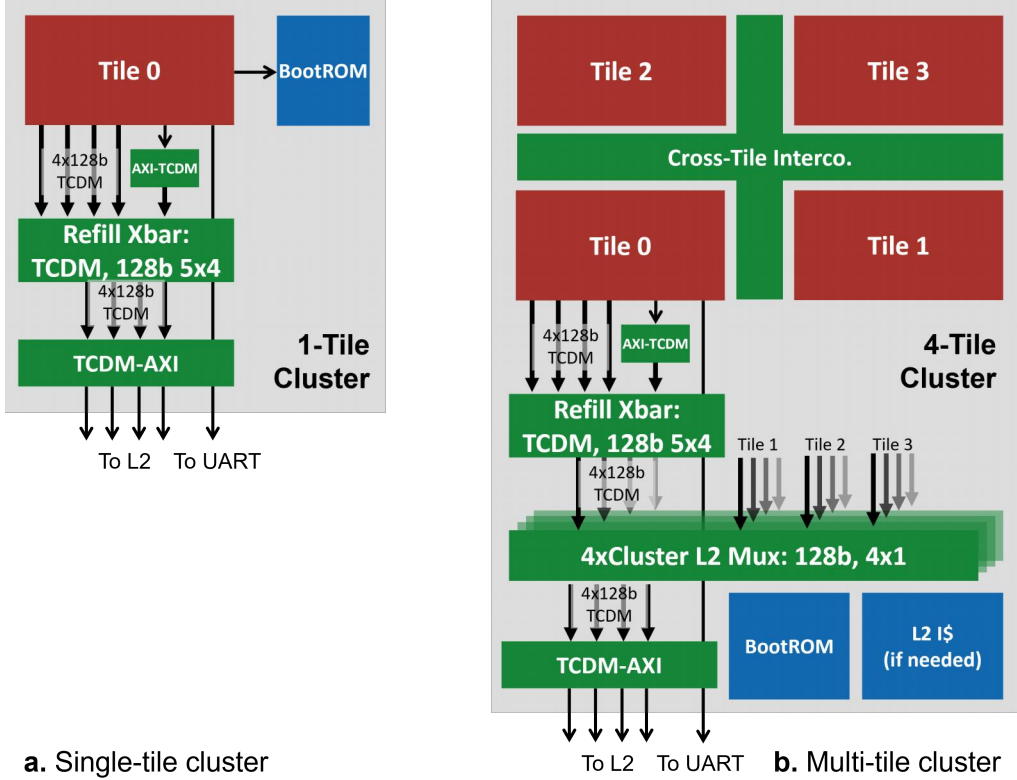 Tile 0
BootROM
4x128b
TCDM
AXI-TCDM
Refill Xbar:
TCDM, 128b 5x4
4x128b
TCDM
TCDM-AXI
1-Tile
Cluster
To L2
To UART
a. Single-tile cluster
Tile 2
Tile 3
Cross-Tile Interco.
Tile 0
Tile 1
4x128b
TCDM
AXI-TCDM
4-Tile
Cluster
Refill Xbar:
TCDM, 128b 5x4
Tile 1
Tile 2
Tile 3
4x128b
TCDM
4xCluster L2 Mux: 128b, 4x1
4x128b
TCDM
TCDM-AXI
BootROM
L2 I$
(if needed)
To L2
To UART
b. Multi-tile cluster